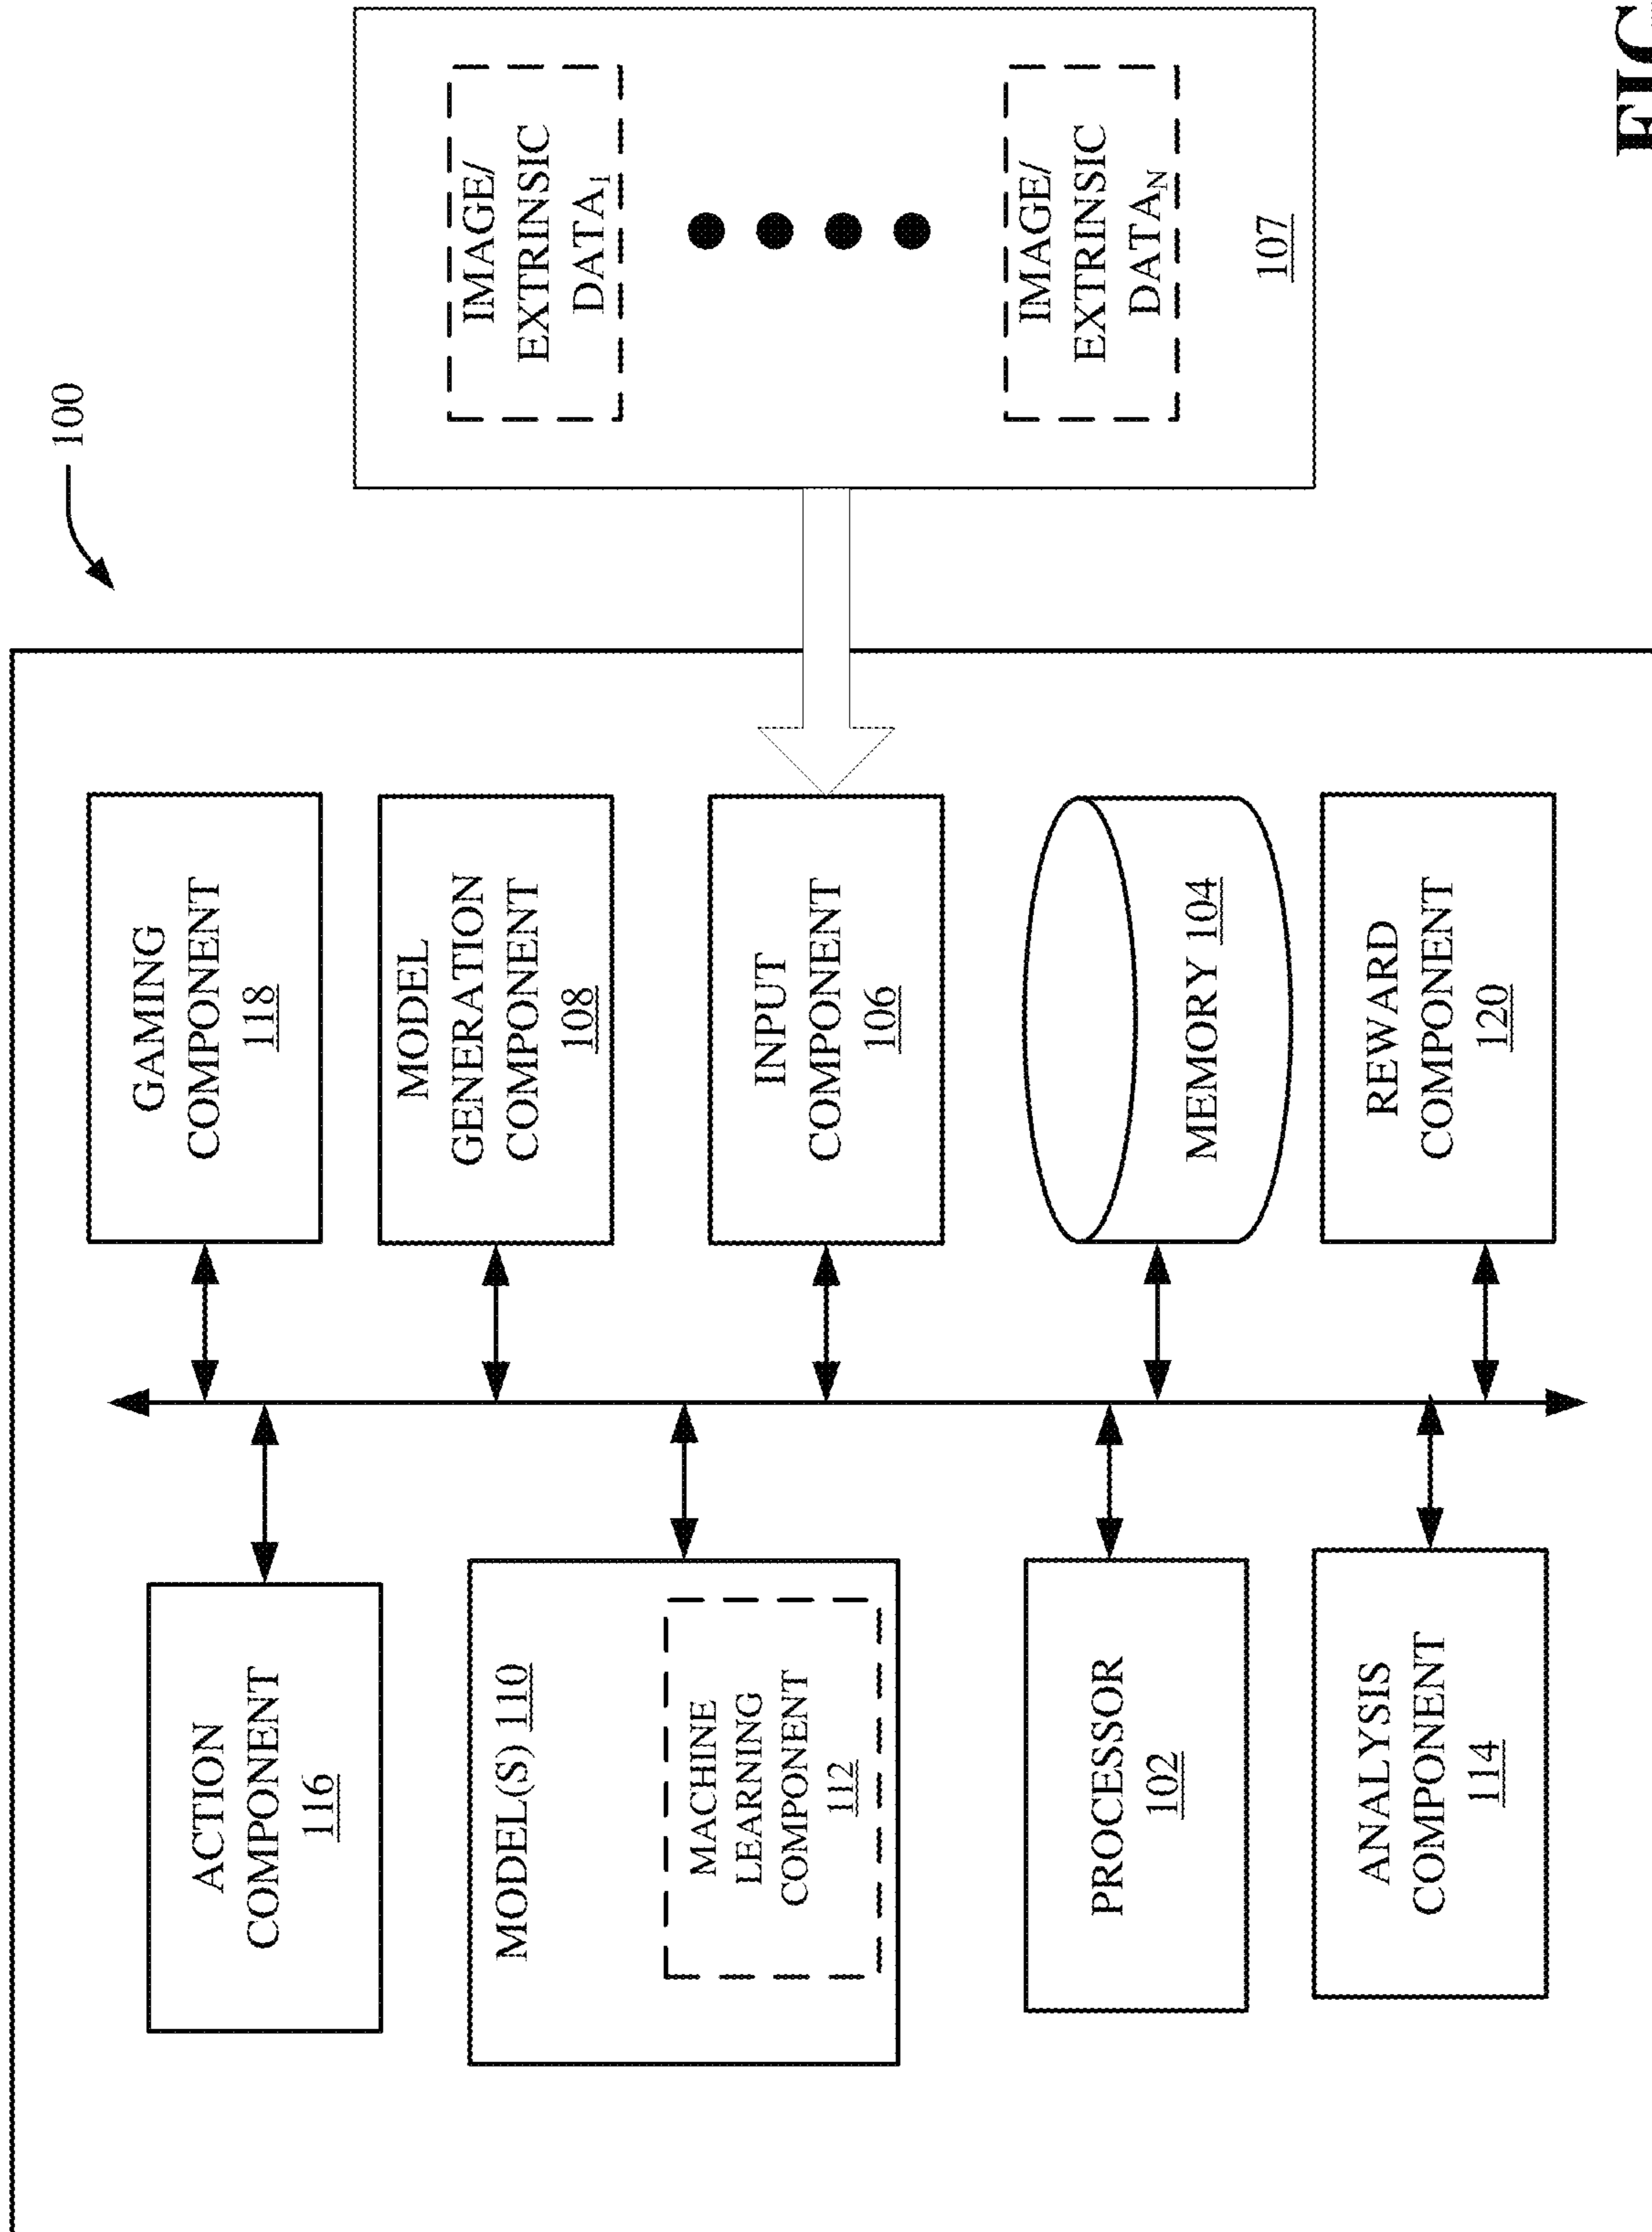 100
ACTION
COMPONENT
116
MODEL(S) 110
MACHINE
LEARNING
COMPONENT
112
PROCESSOR
102
ANALYSIS
COMPONENT
114
GAMING
COMPONENT
118
MODEL
GENERATION
COMPONENT
108
INPUT
COMPONENT
106
MEMORY 104
REWARD
COMPONENT
120
IMAGE/
EXTRINSIC
DATA1
IMAGE/
EXTRINSIC
DATAN
107
FIG